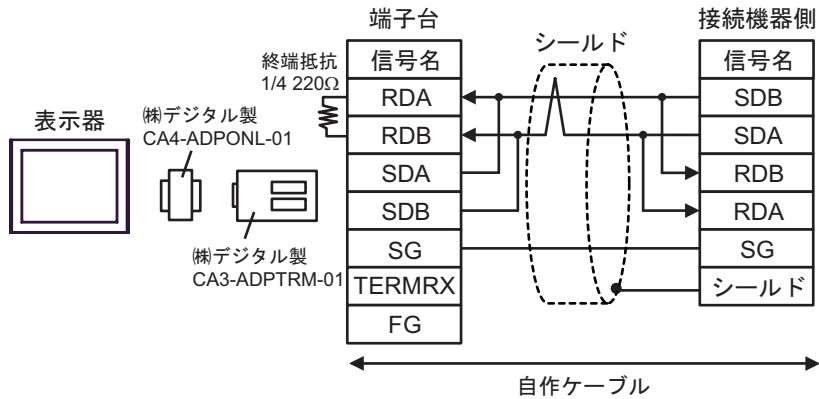 端子台
接続機器側
シールド
終端抵抗
1/4 220Ω
表示器
㈱デジタル製
CA4-ADPONL-01
㈱デジタル製
CA3-ADPTRM-01
信号名
RDA
RDB
SDA
SDB
SG
TERMRX
FG
信号名
SDB
SDA
RDB
RDA
SG
シールド
自作ケーブル